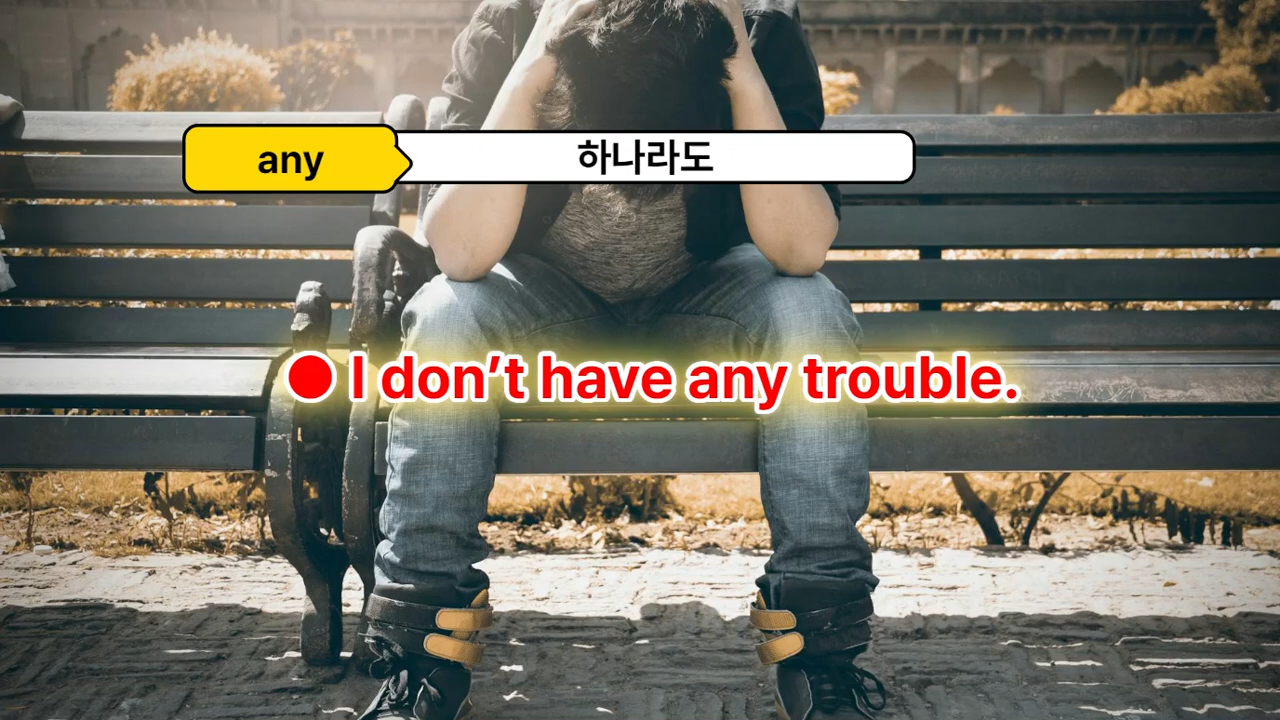 any
하나라도
● I don’t have any trouble.